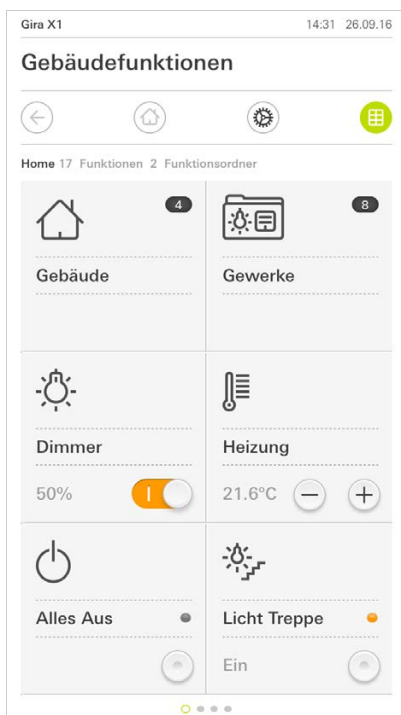 Gira X1 14:31 26.09.16
Gebäudefunktionen
Home 17 Funktionen 2 Funktionsordner
4 8
Gebäude Gewerke
Dimmer Heizung
50% 21.6°C
Alles Aus Licht Treppe
Ein